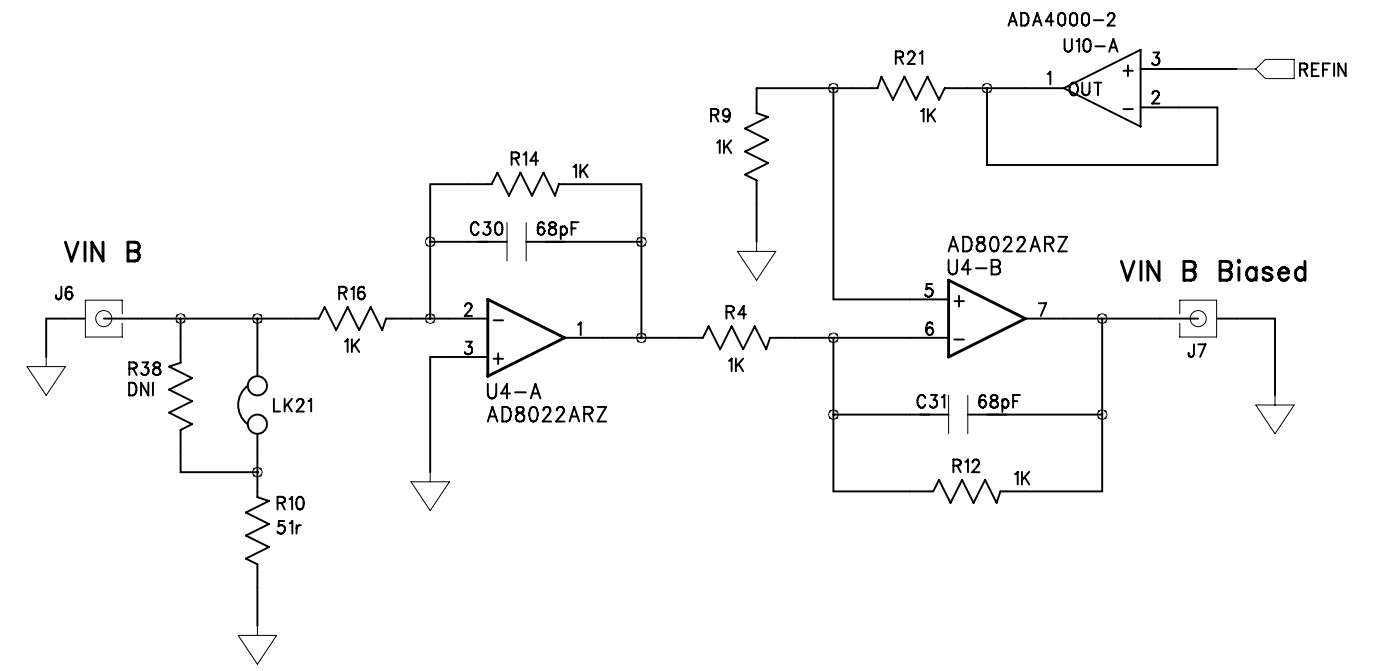 ADA4000-2
U10-A
R21
1
OUT
+
3
REFIN
1K
-
2
R9
1K
R14
1K
C30
68pF
VIN B
AD8022ARZ
U4-B
VIN B Biased
J6
R16
2
-
1K
3
+
1
U4-A
AD8022ARZ
R4
1K
5
+
6
-
7
J7
R38
DNI
LK21
C31
68pF
R12
1K
R10
51r